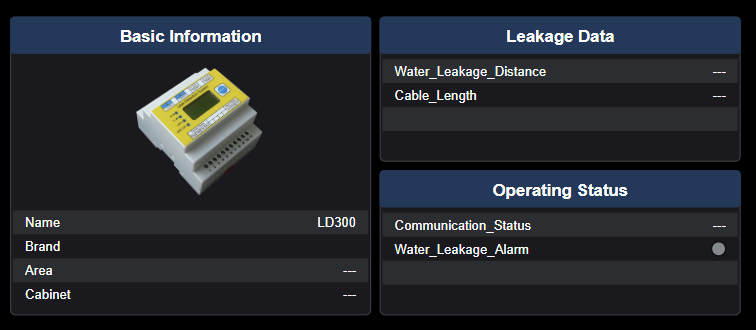 Basic Information
Name LD300
Brand
Area ---
Cabinet ---
Leakage Data
Water_Leakage_Distance ---
Cable_Length ---
Operating Status
Communication_Status ---
Water_Leakage_Alarm